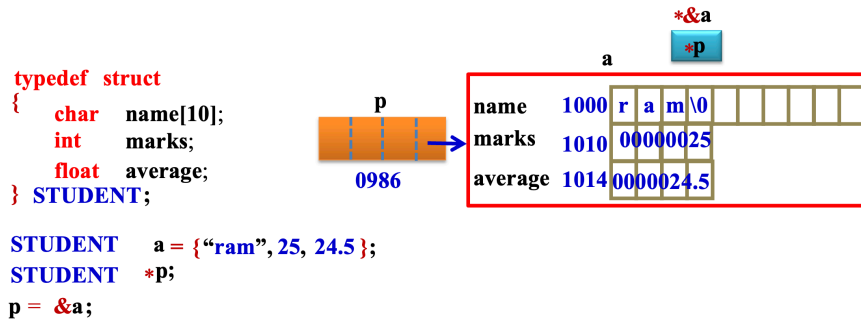 *&a
*p
a
typedef struct
{
char name[10];
int marks;
float average;
} STUDENT;
p
0986
name 1000 r a m \0
marks 1010 00000025
average 1014 0000024.5
STUDENT a = {“ram”, 25, 24.5 };
STUDENT *p;
p = &a;